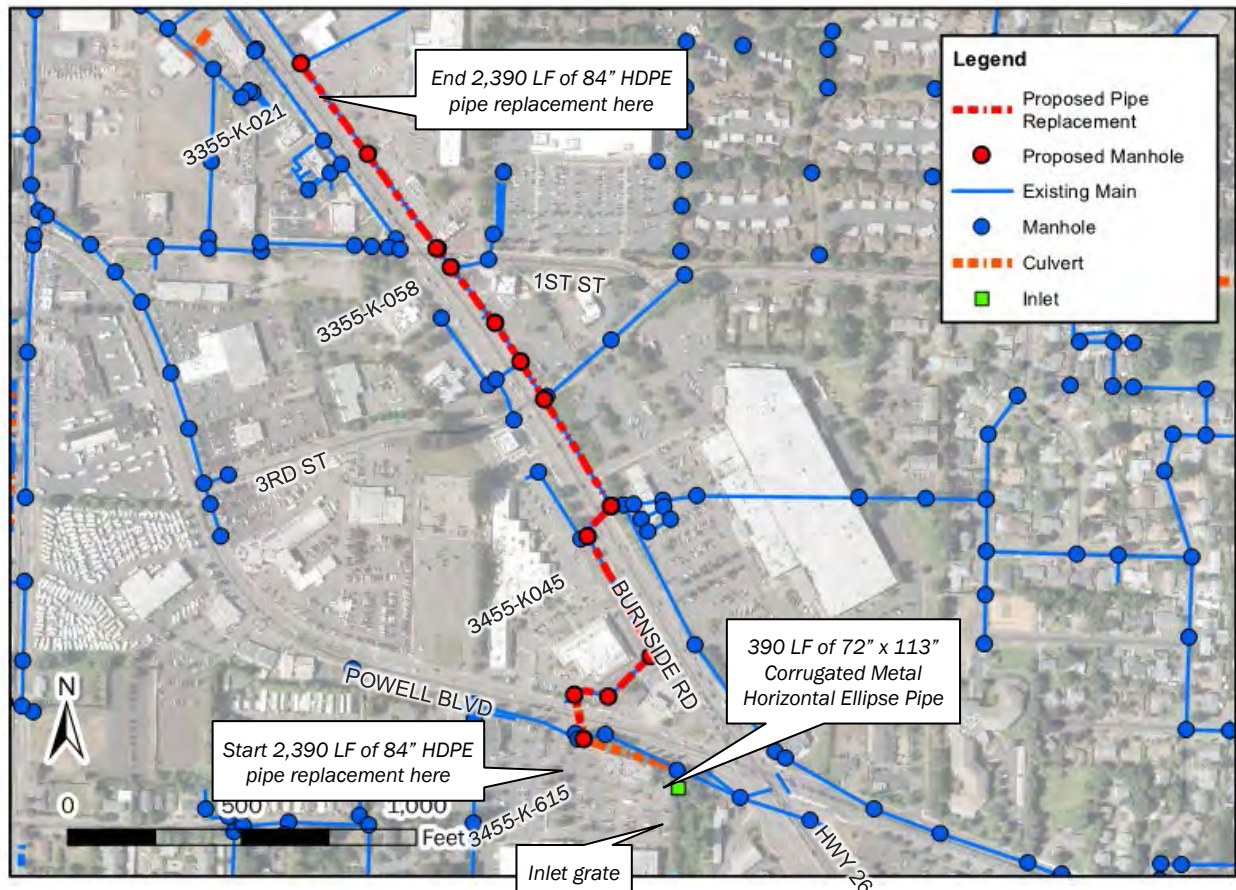 End 2,390 LF of 84” HDPE
pipe replacement here
Legend
Proposed Pipe
Replacement
Proposed Manhole
Existing Main
Manhole
Culvert
Inlet
3355-K-021
1ST ST
3355-K-058
3RD ST
3455-K045
BURNSIDE RD
390 LF of 72” x 113”
Corrugated Metal
Horizontal Ellipse Pipe
N
POWELL BLVD
Start 2,390 LF of 84” HDPE
pipe replacement here
0 500 1,000
Feet
3455-K-615
HWY 26
Inlet grate